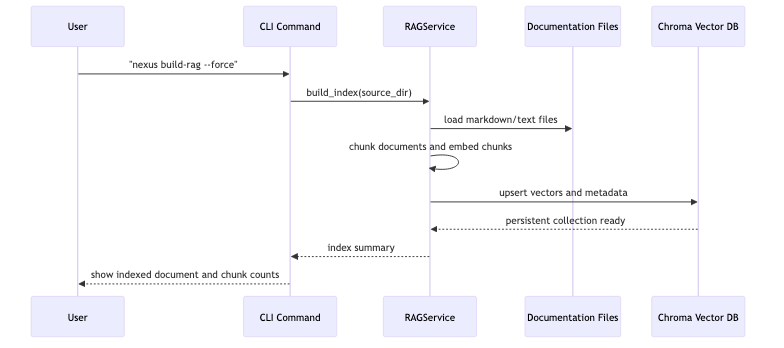 User
CLI Command
RAGService
Documentation Files
Chroma Vector DB
"nexus build-rag --force"
build_index(source_dir)
load markdown/text files
chunk documents and embed chunks
upsert vectors and metadata
persistent collection ready
index summary
show indexed document and chunk counts
User
CLI Command
RAGService
Documentation Files
Chroma Vector DB